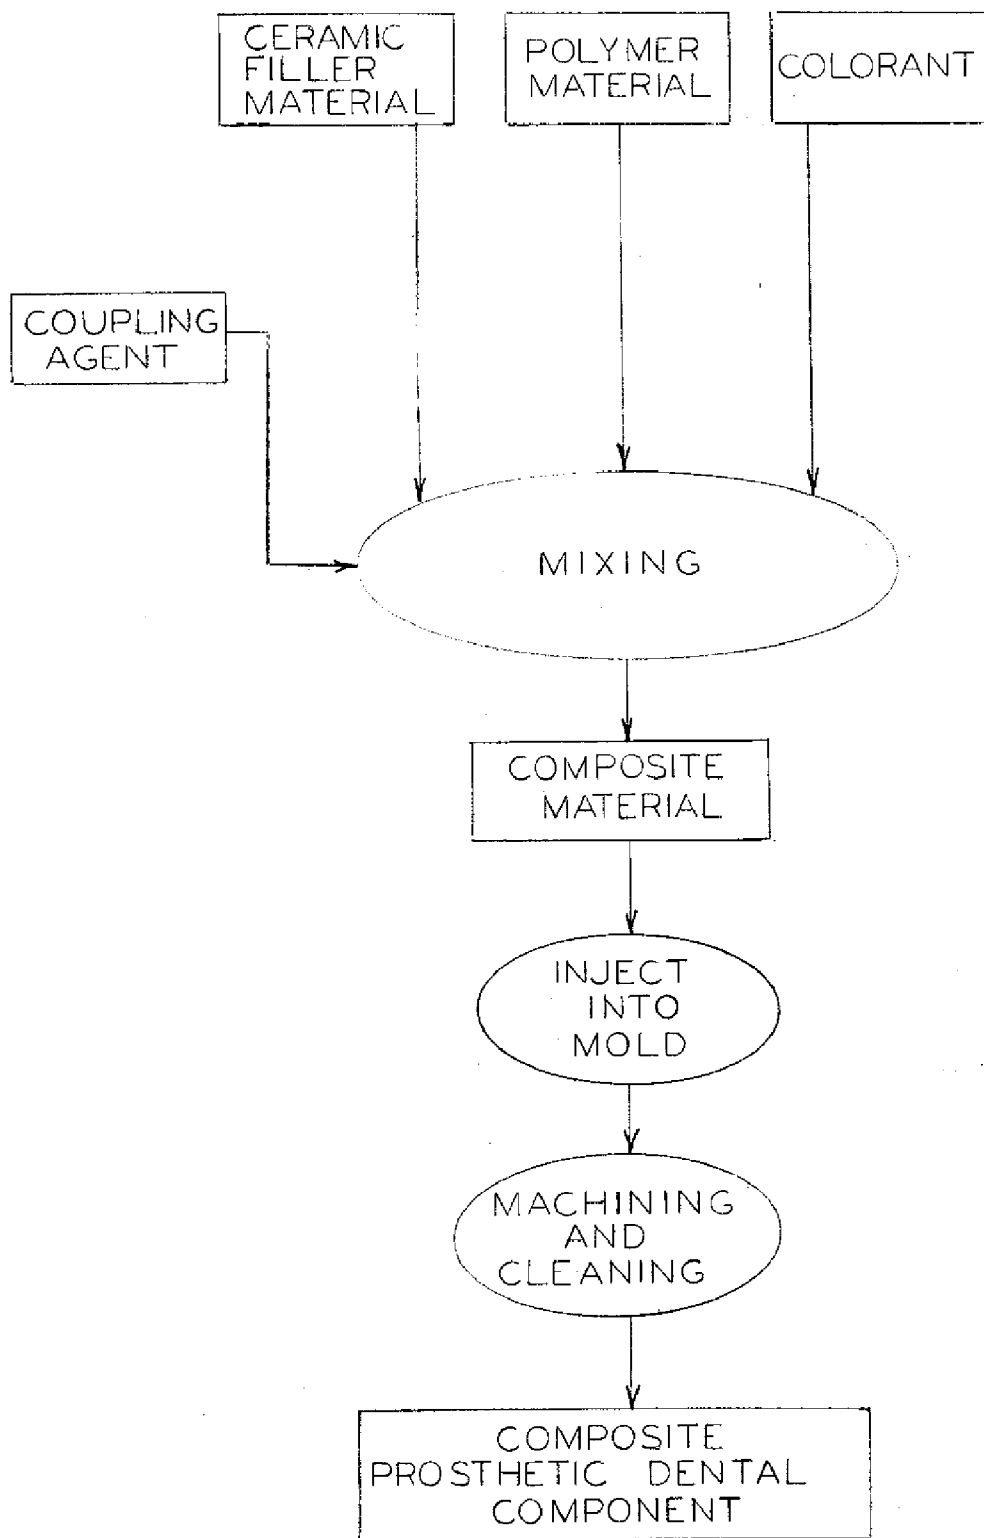 CERAMIC
FILLER
MATERIAL
POLYMER
MATERIAL
COLORANT
COUPLING
AGENT
MIXING
COMPOSITE
MATERIAL
INJECT
INTO
MOLD
MACHINING
AND
CLEANING
COMPOSITE
PROSTHETIC DENTAL
COMPONENT